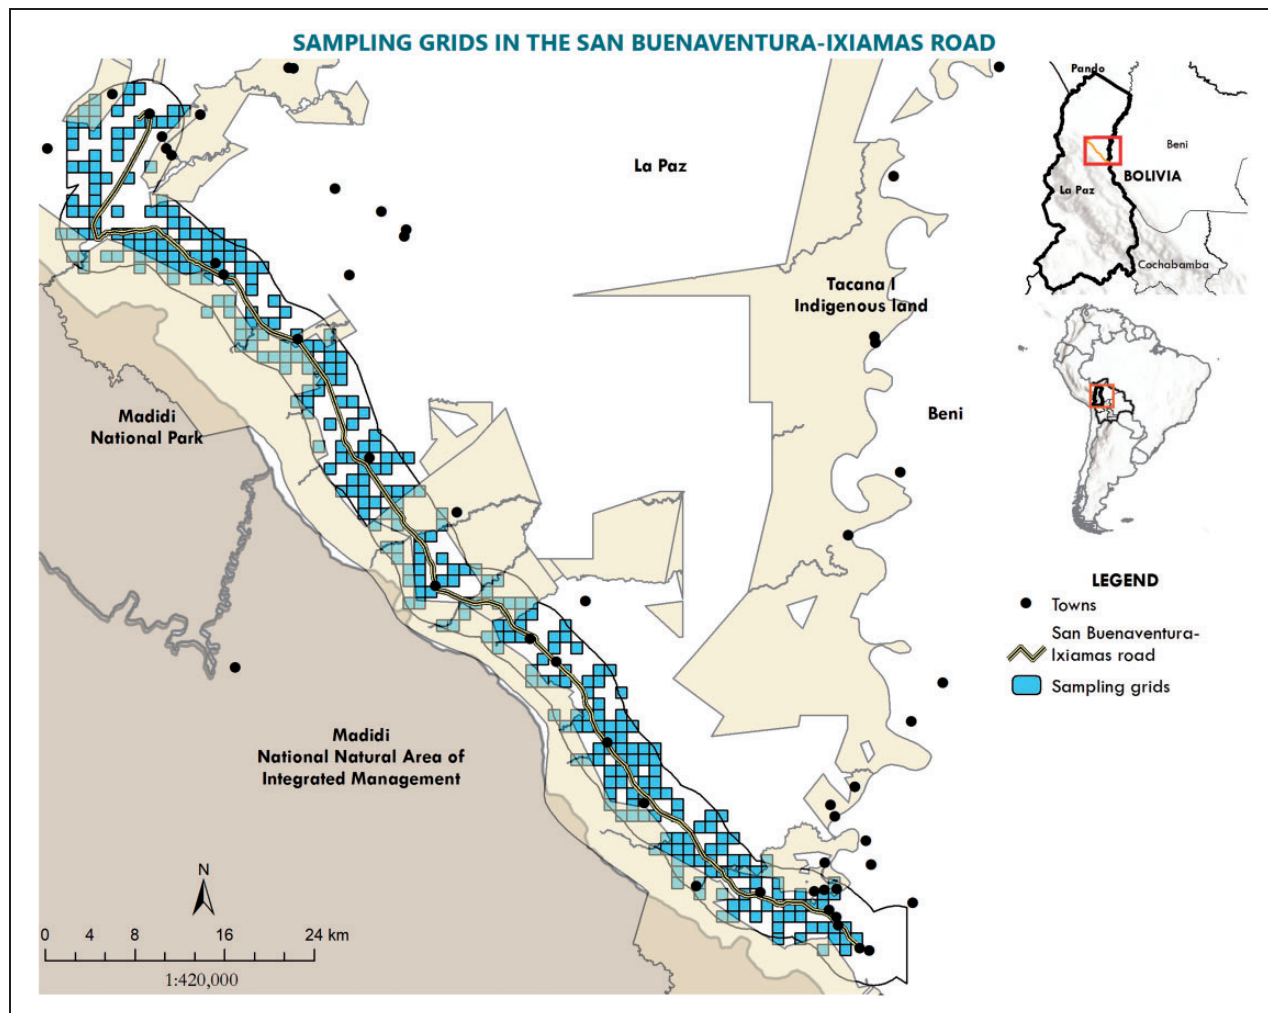 SAMPLING GRIDS IN THE SAN BUENAVENTURA-IXIAMAS ROAD
La Paz
Tacana I
Indigenous land
Beni
Madidi
National Park
Madidi
National Natural Area of
Integrated Management
N
0 4 8 16 24 km
1:420,000
Pando
Beni
BOLIVIA
La Paz
Cochabamba
LEGEND
Towns
San Buenaventura-
Ixiamas road
Sampling grids